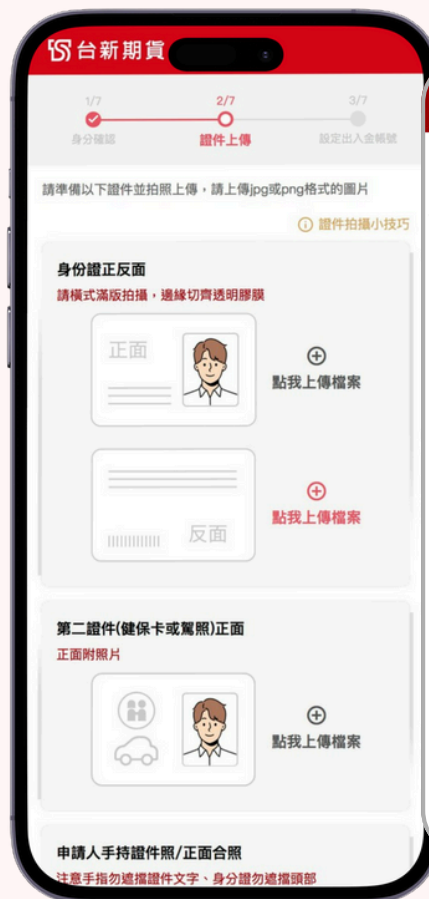 台新期貨
1/7
2/7
3/7
身分確認
證件上傳
設定出入金帳號
請準備以下證件並拍照上傳，請上傳jpg或png格式的圖片
證件拍攝小技巧
身份證正反面
請橫式滿版拍攝，邊緣切齊透明膠膜
正面
點我上傳檔案
點我上傳檔案
反面
第二證件(健保卡或駕照)正面
正面附照片
點我上傳檔案
申請人手持證件照/正面合照
注意手指勿遮擋證件文字、身分證勿遮擋頭部